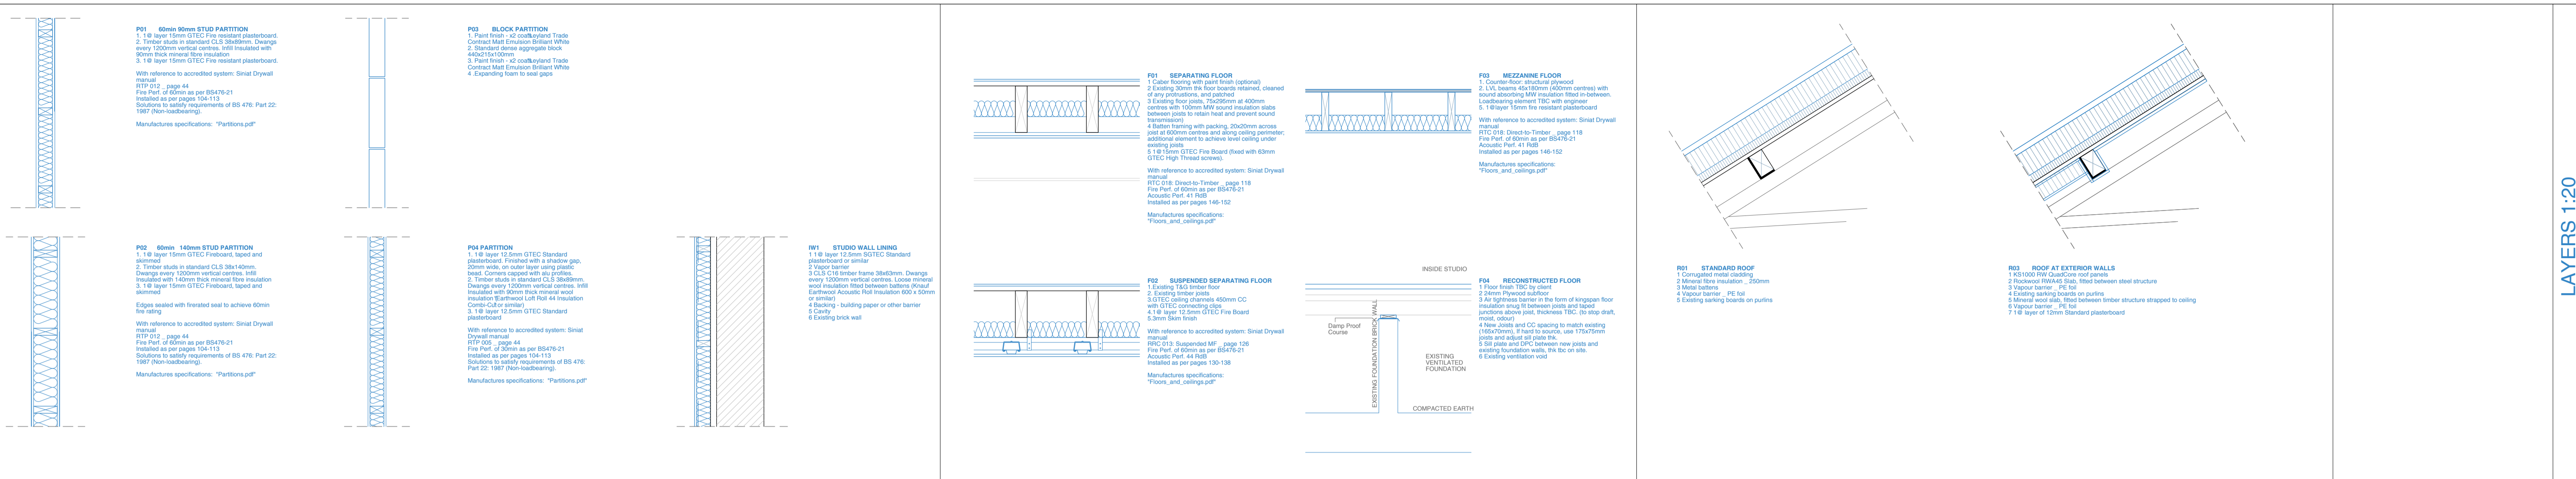 P01 60min 90mm STUD PARTITION
1. 1@ layer 15mm GTEC Fire resistant plasterboard.
2. Timber studs in standard CLS 38x89mm. Dwangs
every 1200mm vertical centres. Infill Insulated with
90mm thick mineral fibre insulation
3. 1@ layer 15mm GTEC Fire resistant plasterboard.
With reference to accredited system: Siniat Drywall
manual
RTP 012 _ page 44
Fire Perf. of 60min as per BS476-21
Installed as per pages 104-113
Solutions to satisfy requirements of BS 476: Part 22:
1987 (Non-loadbearing).
Manufactures specifications: "Partitions.pdf"
P03 BLOCK PARTITION
1. Paint finish - x2 coats Leyland Trade
Contract Matt Emulsion Brilliant White
2. Standard dense aggregate block
440x215x100mm
3. Paint finish - x2 coats Leyland Trade
Contract Matt Emulsion Brilliant White
4 .Expanding foam to seal gaps
P02 60min 140mm STUD PARTITION
1. 1@ layer 15mm GTEC Fireboard, taped and
skimmed
2. Timber studs in standard CLS 38x140mm.
Dwangs every 1200mm vertical centres. Infill
Insulated with 140mm thick mineral fibre insulation
3. 1@ layer 15mm GTEC Fireboard, taped and
skimmed
Edges sealed with firerated seal to achieve 60min
fire rating
With reference to accredited system: Siniat Drywall
manual
RTP 012 _ page 44
Fire Perf. of 60min as per BS476-21
Installed as per pages 104-113
Solutions to satisfy requirements of BS 476: Part 22:
1987 (Non-loadbearing).
Manufactures specifications: "Partitions.pdf"
P04 PARTITION
1. 1@ layer 12.5mm GTEC Standard
plasterboard. Finished with a shadow gap,
20mm wide, on outer layer using plastic
bead. Corners capped with alu profiles.
2. Timber studs in standard CLS 38x89mm.
Dwangs every 1200mm vertical centres. Infill
Insulated with 90mm thick mineral wool
insulation (Earthwool Loft Roll 44 Insulation
Combi-Cut or similar)
3. 1@ layer 12.5mm GTEC Standard
plasterboard
With reference to accredited system: Siniat
Drywall manual
RTP 005 _ page 44
Fire Perf. of 30min as per BS476-21
Installed as per pages 104-113
Solutions to satisfy requirements of BS 476:
Part 22: 1987 (Non-loadbearing).
Manufactures specifications: "Partitions.pdf"
IW1 STUDIO WALL LINING
1 1@ layer 12.5mm SGTEC Standard
plasterboard or similar
2 Vapor barrier
3 CLS C16 timber frame 38x63mm. Dwangs
every 1200mm vertical centres. Loose mineral
wool insulation fitted between battens (Knauf
Earthwool Acoustic Roll Insulation 600 x 50mm
or similar)
4 Backing - building paper or other barrier
5 Cavity
6 Existing brick wall
F01 SEPARATING FLOOR
1 Caber flooring with paint finish (optional)
2 Existing 30mm thk floor boards retained, cleaned
of any protrustions, and patched
3 Existing floor joists, 75x295mm at 400mm
centres with 100mm MW sound insulation slabs
between joists to retain heat and prevent sound
transmission)
4 Batten framing with packing, 20x20mm across
joist at 600mm centres and along ceiling perimeter;
additional element to achieve level ceiling under
existing joists
5 1@15mm GTEC Fire Board (fixed with 63mm
GTEC High Thread screws).
With reference to accredited system: Siniat Drywall
manual
RTC 018: Direct-to-Timber _ page 118
Fire Perf. of 60min as per BS476-21
Acoustic Perf. 41 RdB
Installed as per pages 146-152
Manufactures specifications:
"Floors_and_ceilings.pdf"
F03 MEZZANINE FLOOR
1. Counter-floor: structural plywood
2. LVL beams 45x180mm (400mm centres) with
sound absorbing MW insulation fitted in-between.
Loadbearing element TBC with engineer
5. 1@layer 15mm fire resistant plasterboard
With reference to accredited system: Siniat Drywall
manual
RTC 018: Direct-to-Timber _ page 118
Fire Perf. of 60min as per BS476-21
Acoustic Perf. 41 RdB
Installed as per pages 146-152
Manufactures specifications:
"Floors_and_ceilings.pdf"
F02 SUSPENDED SEPARATING FLOOR
1.Existing T&G timber floor
2. Existing timber joists
3.GTEC ceiling channels 450mm CC
with GTEC connecting clips
4.1@ layer 12.5mm GTEC Fire Board
5.3mm Skim finish
With reference to accredited system: Siniat Drywall
manual
RRC 013: Suspended MF _ page 126
Fire Perf. of 60min as per BS476-21
Acoustic Perf. 44 RdB
Installed as per pages 130-138
Manufactures specifications:
"Floors_and_ceilings.pdf"
INSIDE STUDIO
Damp Proof
Course
EXISTING FOUNDATION BRICK WALL
EXISTING
VENTILATED
FOUNDATION
COMPACTED EARTH
F04 RECONSTRUCTED FLOOR
1 Floor finish TBC by client
2 24mm Plywood subfloor
3 Air tightness barrier in the form of kingspan floor
insulation snug fit between joists and taped
junctions above joist, thickness TBC. (to stop draft,
moist, odour)
4 New Joists and CC spacing to match existing
(165x70mm), if hard to source, use 175x75mm
joists and adjust sill plate thk.
5 Sill plate and DPC between new joists and
existing foundation walls, thk tbc on site.
6 Existing ventilation void
R01 STANDARD ROOF
1 Corrugated metal cladding
2 Mineral fibre insulation _ 250mm
3 Metal battens
4 Vapour barrier _ PE foil
5 Existing sarking boards on purlins
R03 ROOF AT EXTERIOR WALLS
1 KS1000 RW QuadCore roof panels
2 Rockwool RWA45 Slab, fitted between steel structure
3 Vapour barrier _ PE foil
4 Existing sarking boards on purlins
5 Mineral wool slab, fitted between timber structure strapped to ceiling
6 Vapour barrier _ PE foil
7 1@ layer of 12mm Standard plasterboard
LAYERS 1:20